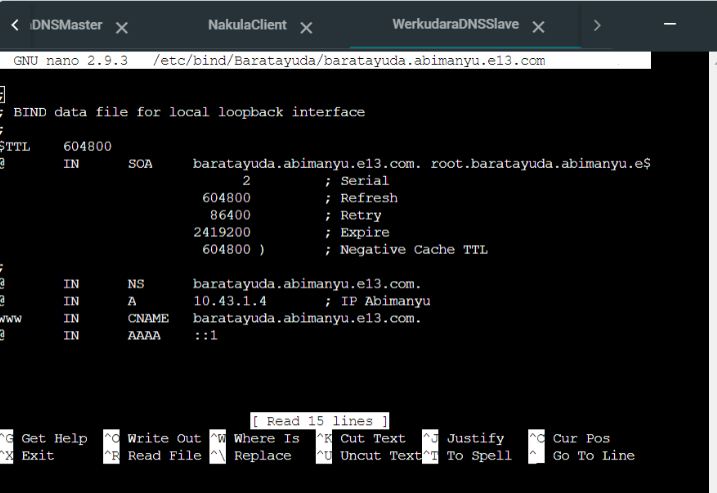 < aDNSMaster × NakulaClient × WerkudaraDNSSlave × > —
GNU nano 2.9.3 /etc/bind/Baratayuda/baratayuda.abimanyu.e13.com
;
; BIND data file for local loopback interface
;
$TTL 604800
@ IN SOA baratayuda.abimanyu.e13.com. root.baratayuda.abimanyu.e$
2 ; Serial
604800 ; Refresh
86400 ; Retry
2419200 ; Expire
604800 ) ; Negative Cache TTL
;
@ IN NS baratayuda.abimanyu.e13.com.
@ IN A 10.43.1.4 ; IP Abimanyu
www IN CNAME baratayuda.abimanyu.e13.com.
@ IN AAAA ::1
[ Read 15 lines ]
^G Get Help ^O Write Out ^W Where Is ^K Cut Text ^J Justify ^C Cur Pos
^X Exit ^R Read File ^\ Replace ^U Uncut Text ^T To Spell ^_ Go To Line